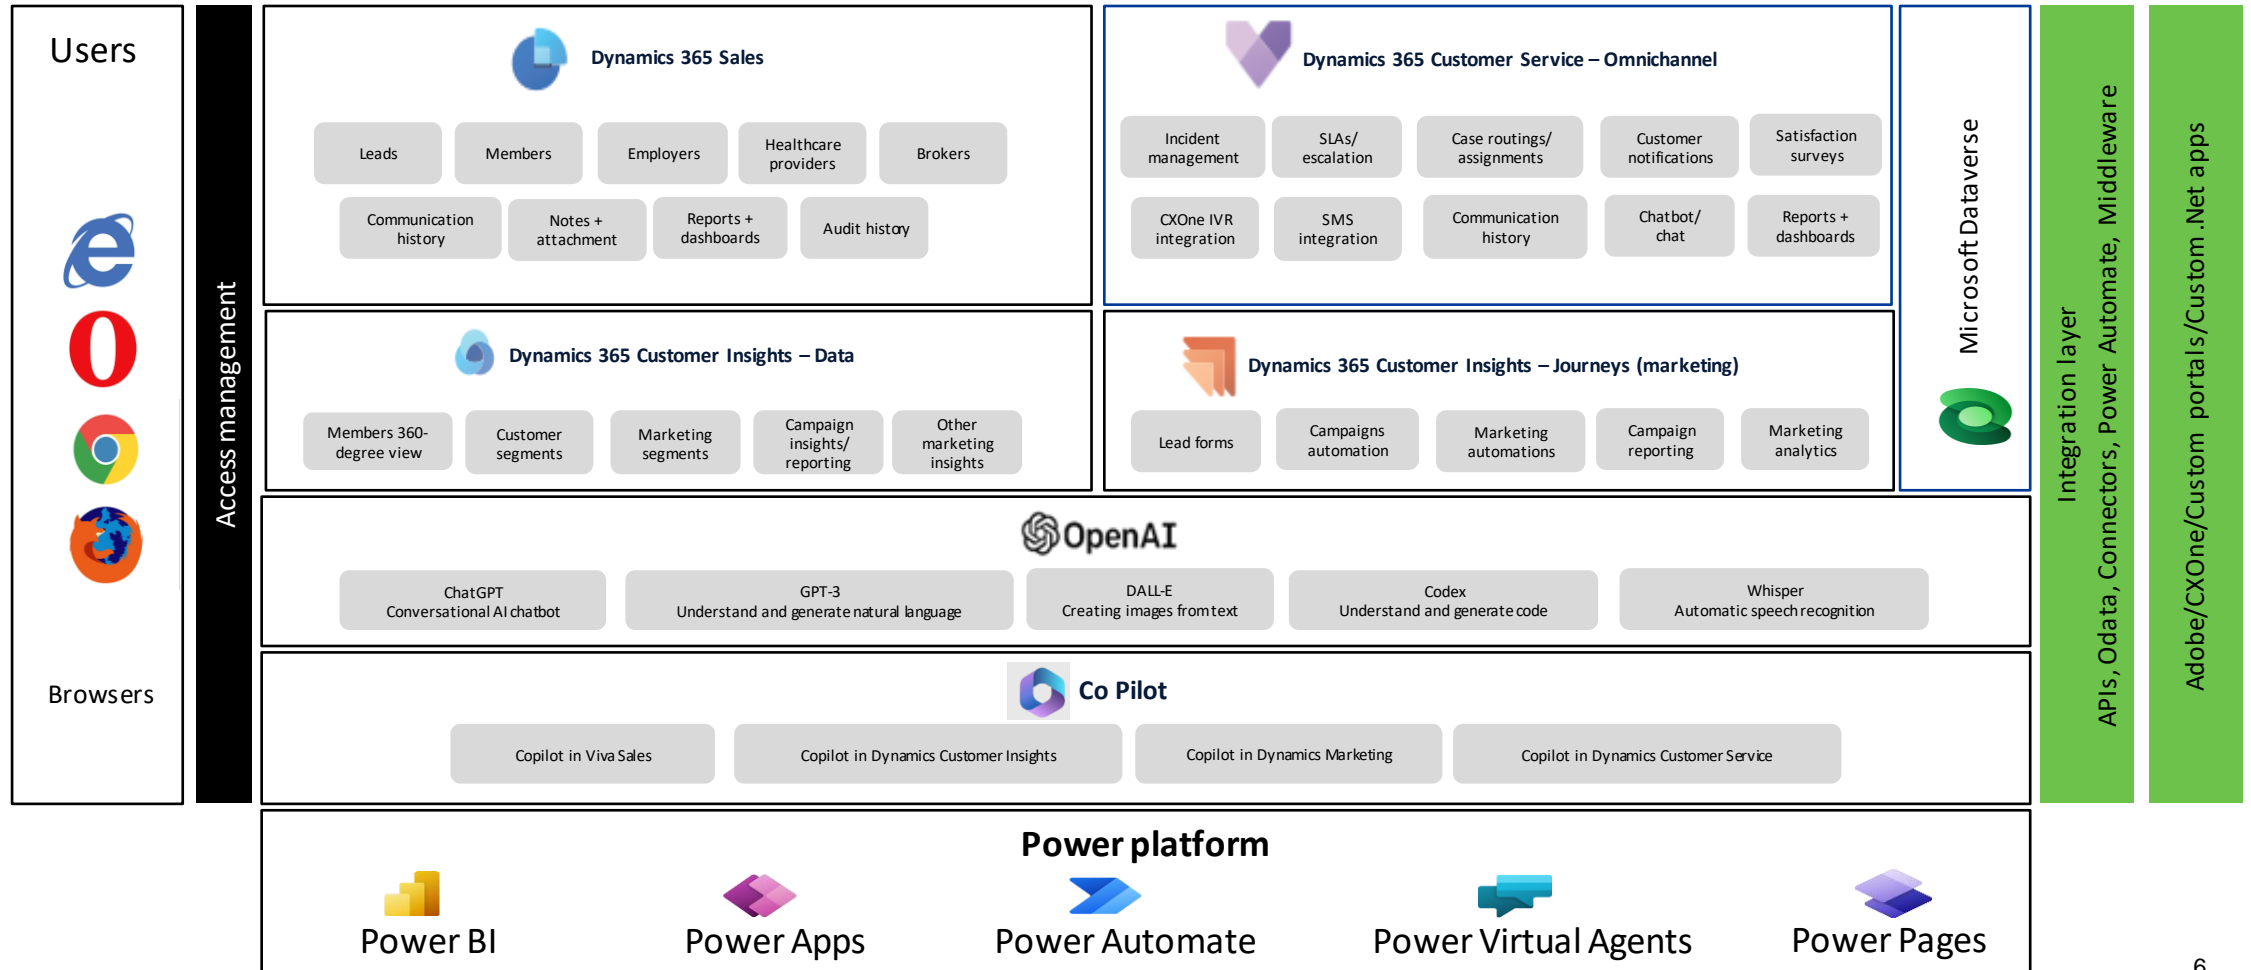 Users
Browsers
Access management
Dynamics 365 Sales
Leads
Members
Employers
Healthcare
providers
Brokers
Communication
history
Notes +
attachment
Reports +
dashboards
Audit history
Dynamics 365 Customer Service – Omnichannel
Incident
management
SLAs/
escalation
Case routings/
assignments
Customer
notifications
Satisfaction
surveys
CXOne IVR
integration
SMS
integration
Communication
history
Chatbot/
chat
Reports +
dashboards
Dynamics 365 Customer Insights – Data
Members 360-
degree view
Customer
segments
Marketing
segments
Campaign
insights/
reporting
Other
marketing
insights
Dynamics 365 Customer Insights – Journeys (marketing)
Lead forms
Campaigns
automation
Marketing
automations
Campaign
reporting
Marketing
analytics
Microsoft Dataverse
OpenAI
ChatGPT
Conversational AI chatbot
GPT-3
Understand and generate natural language
DALL-E
Creating images from text
Codex
Understand and generate code
Whisper
Automatic speech recognition
Co Pilot
Copilot in Viva Sales
Copilot in Dynamics Customer Insights
Copilot in Dynamics Marketing
Copilot in Dynamics Customer Service
Power platform
Power BI
Power Apps
Power Automate
Power Virtual Agents
Power Pages
Integration layer
APIs, Odata, Connectors, Power Automate, Middleware
Adobe/CXOne/Custom portals/Custom .Net apps
6